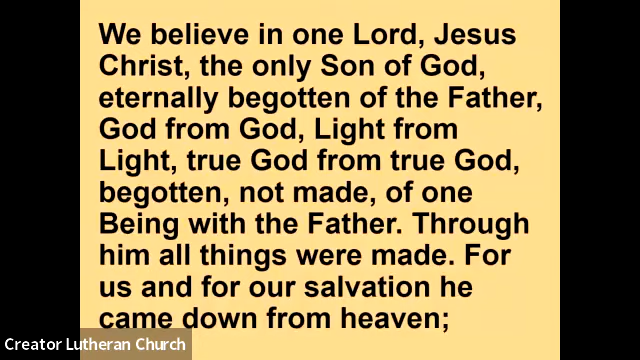 We believe in one Lord, Jesus
Christ, the only Son of God,
eternally begotten of the Father,
God from God, Light from
Light, true God from true God,
begotten, not made, of one
Being with the Father. Through
him all things were made. For
us and for our salvation he
came down from heaven;
Creator Lutheran Church